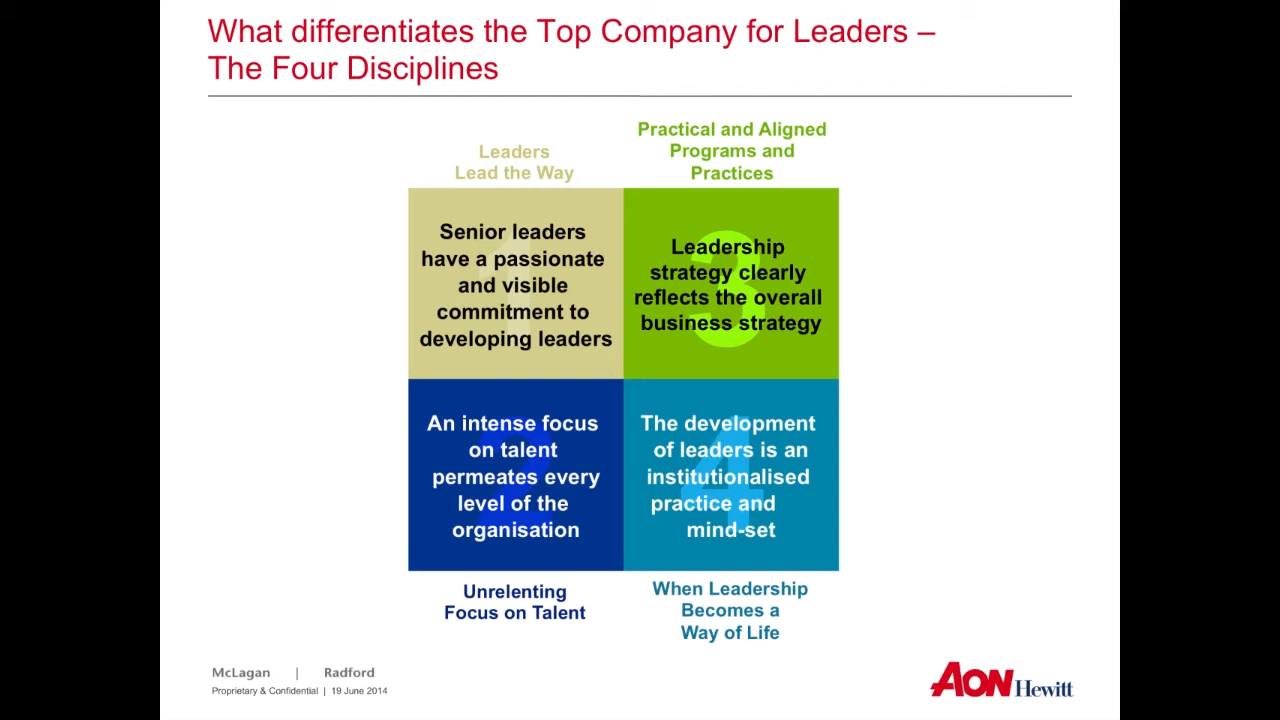 What differentiates the Top Company for Leaders –
The Four Disciplines
Leaders
Lead the Way
Practical and Aligned
Programs and
Practices
1
Senior leaders
have a passionate
and visible
commitment to
developing leaders
3
Leadership
strategy clearly
reflects the overall
business strategy
2
An intense focus
on talent
permeates every
level of the
organisation
4
The development
of leaders is an
institutionalised
practice and
mind-set
Unrelenting
Focus on Talent
When Leadership
Becomes a
Way of Life
McLagan | Radford
Proprietary & Confidential | 19 June 2014
AON Hewitt